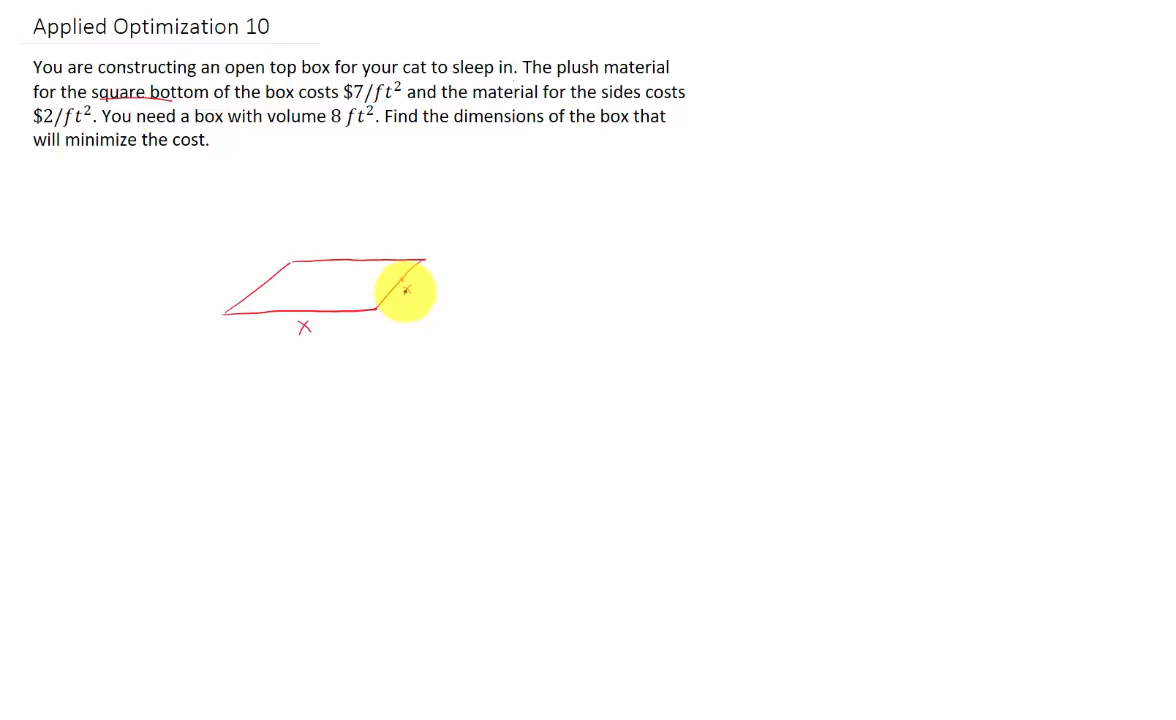 Applied Optimization 10
You are constructing an open top box for your cat to sleep in. The plush material
for the square bottom of the box costs $7/ft² and the material for the sides costs
$2/ft². You need a box with volume 8 ft². Find the dimensions of the box that
will minimize the cost.
x
x